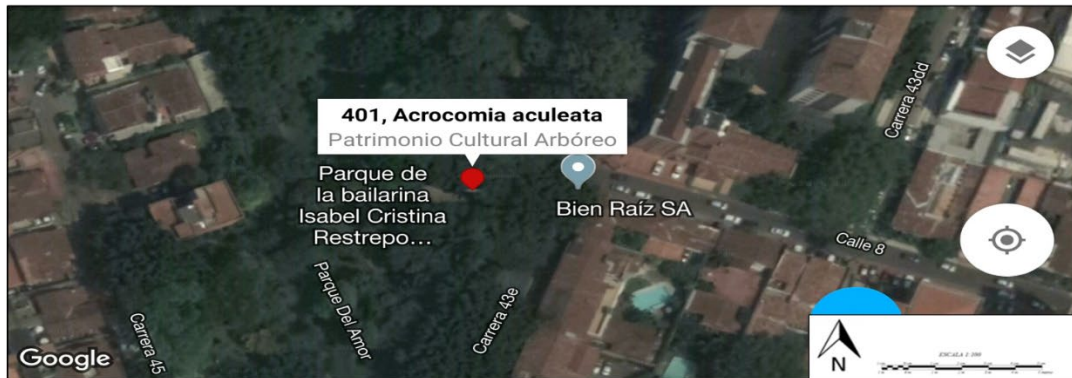 401, Acrocomia aculeata
Patrimonio Cultural Arbóreo
Parque de
la bailarina
Isabel Cristina
Restrepo...
Bien Raíz SA
Carrera 43dd
Calle 8
Parque Del Amor
Carrera 43e
Carrera 45
Google
N